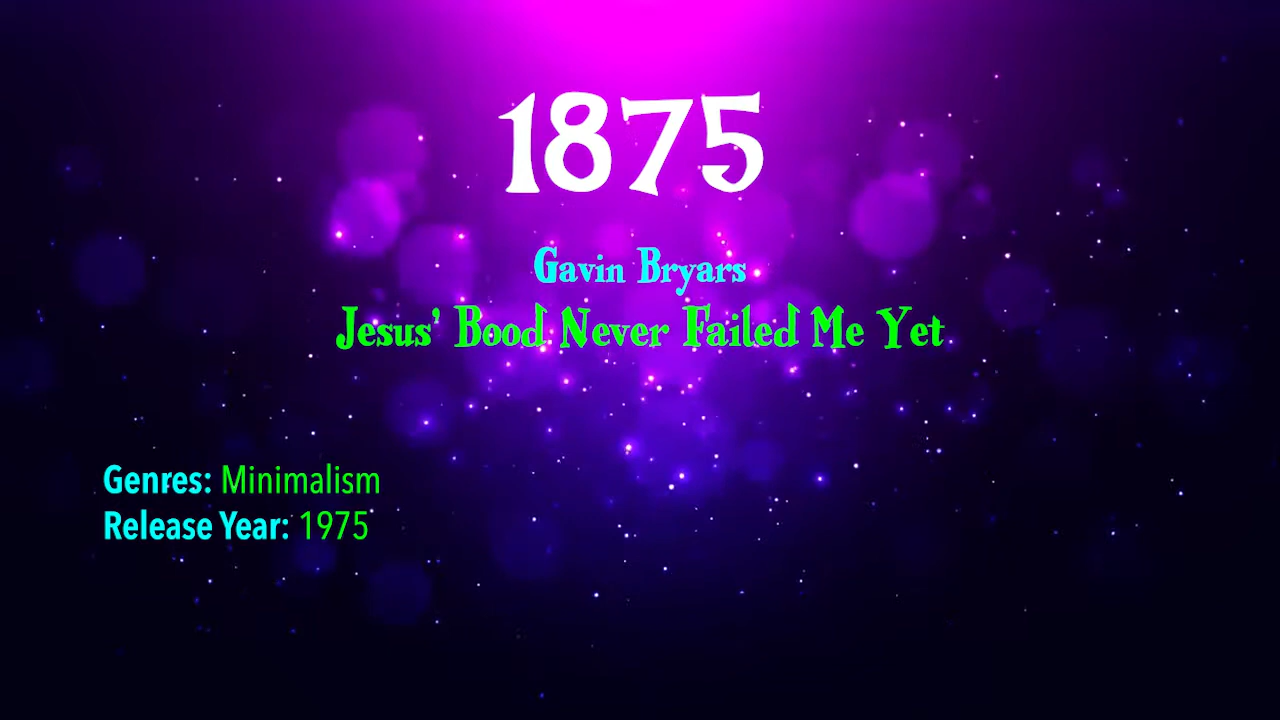 1875
Gavin Bryars
Jesus' Bood Never Failed Me Yet
Genres: Minimalism
Release Year: 1975